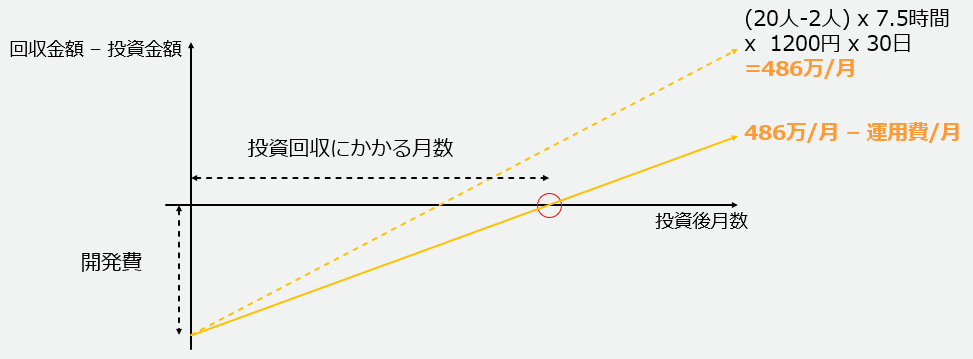 回収金額 – 投資金額
(20人-2人) x 7.5時間
x  1200円 x 30日
=486万/月
486万/月 – 運用費/月
投資回収にかかる月数
投資後月数
開発費